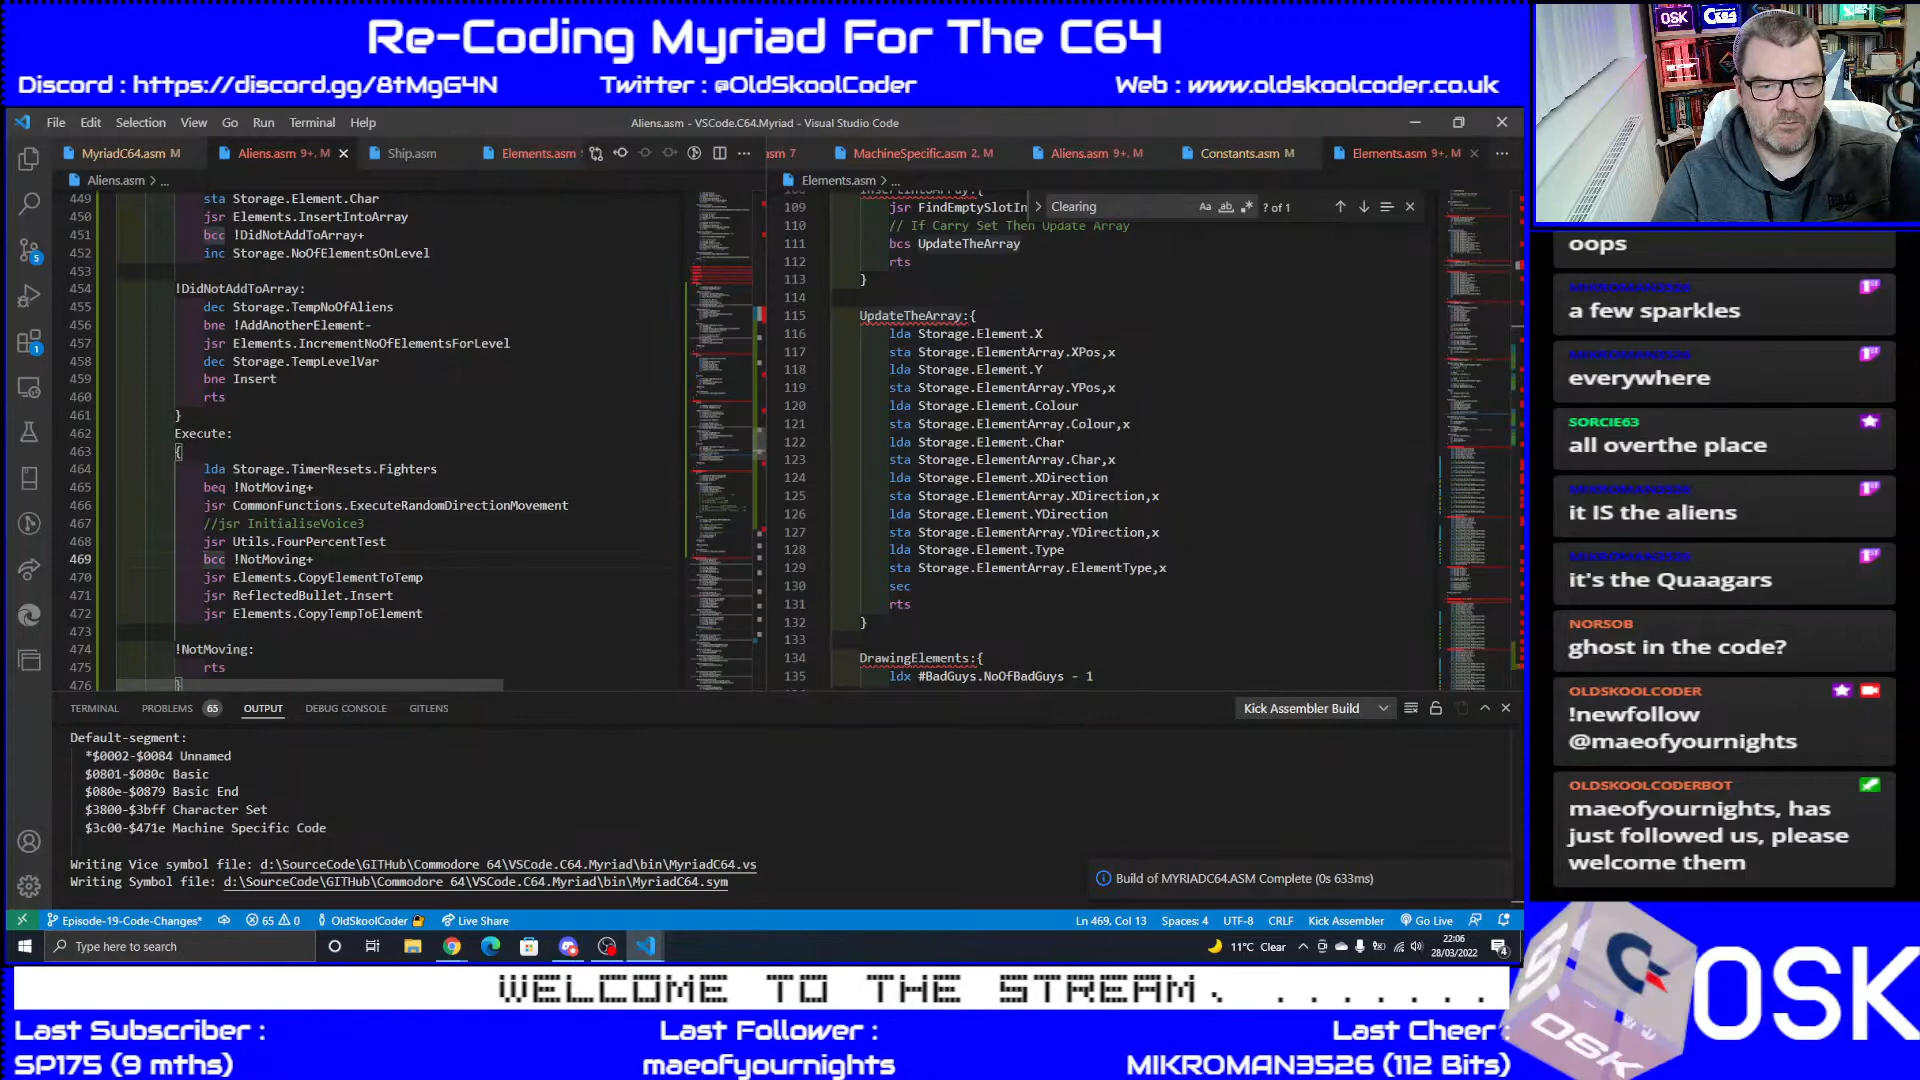 Re-Coding Myriad For The C64
Discord : https://discord.gg/8tMgG4N
Twitter : @OldSkoolCoder
Web : www.oldskoolcoder.co.uk
File Edit Selection View Go Run Terminal Help
Aliens.asm - VSCode.C64.Myriad - Visual Studio Code
MyriadC64.asm M
Aliens.asm 9+, M
Ship.asm
Elements.asm
asm 7
MachineSpecific.asm 2, M
Aliens.asm 9+, M
Constants.asm M
Elements.asm 9+, M
Aliens.asm > ...
Elements.asm > ...
449 sta Storage.Element.Char
450 jsr Elements.InsertIntoArray
451 bcc !DidNotAddToArray+
452 inc Storage.NoOfElementsOnLevel
453
454 !DidNotAddToArray:
455 dec Storage.TempNoOfAliens
456 bne !AddAnotherElement-
457 jsr Elements.IncrementNoOfElementsForLevel
458 dec Storage.TempLevelVar
459 bne Insert
460 rts
461 }
462 Execute:
463 {
464 lda Storage.TimerResets.Fighters
465 beq !NotMoving+
466 jsr CommonFunctions.ExecuteRandomDirectionMovement
467 //jsr InitialiseVoice3
468 jsr Utils.FourPercentTest
469 bcc !NotMoving+
470 jsr Elements.CopyElementToTemp
471 jsr ReflectedBullet.Insert
472 jsr Elements.CopyTempToElement
473
474 !NotMoving:
475 rts
476 }
InsertIntoArray:{
109 jsr FindEmptySlotIn
110 // If Carry Set Then Update Array
111 bcs UpdateTheArray
112 rts
113 }
114
115 UpdateTheArray:{
116 lda Storage.Element.X
117 sta Storage.ElementArray.XPos,x
118 lda Storage.Element.Y
119 sta Storage.ElementArray.YPos,x
120 lda Storage.Element.Colour
121 sta Storage.ElementArray.Colour,x
122 lda Storage.Element.Char
123 sta Storage.ElementArray.Char,x
124 lda Storage.Element.XDirection
125 sta Storage.ElementArray.XDirection,x
126 lda Storage.Element.YDirection
127 sta Storage.ElementArray.YDirection,x
128 lda Storage.Element.Type
129 sta Storage.ElementArray.ElementType,x
130 sec
131 rts
132 }
133
134 DrawingElements:{
135 ldx #BadGuys.NoOfBadGuys - 1
Clearing
Aa ab
? of 1
TERMINAL PROBLEMS 65 OUTPUT DEBUG CONSOLE GITLENS
Kick Assembler Build
Default-segment:
*$0002-$0084 Unnamed
$0801-$080c Basic
$080e-$0879 Basic End
$3800-$3bff Character Set
$3c00-$471e Machine Specific Code
Writing Vice symbol file: d:\SourceCode\GITHub\Commodore 64\VSCode.C64.Myriad\bin\MyriadC64.vs
Writing Symbol file: d:\SourceCode\GITHub\Commodore 64\VSCode.C64.Myriad\bin\MyriadC64.sym
Build of MYRIADC64.ASM Complete (0s 633ms)
Episode-19-Code-Changes* 65 0 OldSkoolCoder Live Share
Ln 469, Col 13 Spaces: 4 UTF-8 CRLF Kick Assembler Go Live
Type here to search
11°C Clear
22:06
28/03/2022
oops
a few sparkles
everywhere
SORCIE63
all overthe place
it IS the aliens
it's the Quaagars
NORSOB
ghost in the code?
OLDSKOOLCODER
!newfollow
@maeofyournights
OLDSKOOLCODERBOT
maeofyournights, has
just followed us, please
welcome them
WELCOME TO THE STREAM. . . . . . . .
Last Subscriber :
SP175 (9 mths)
Last Follower :
maeofyournights
Last Cheer :
MIKROMAN3526 (112 Bits)
OSK
OSK